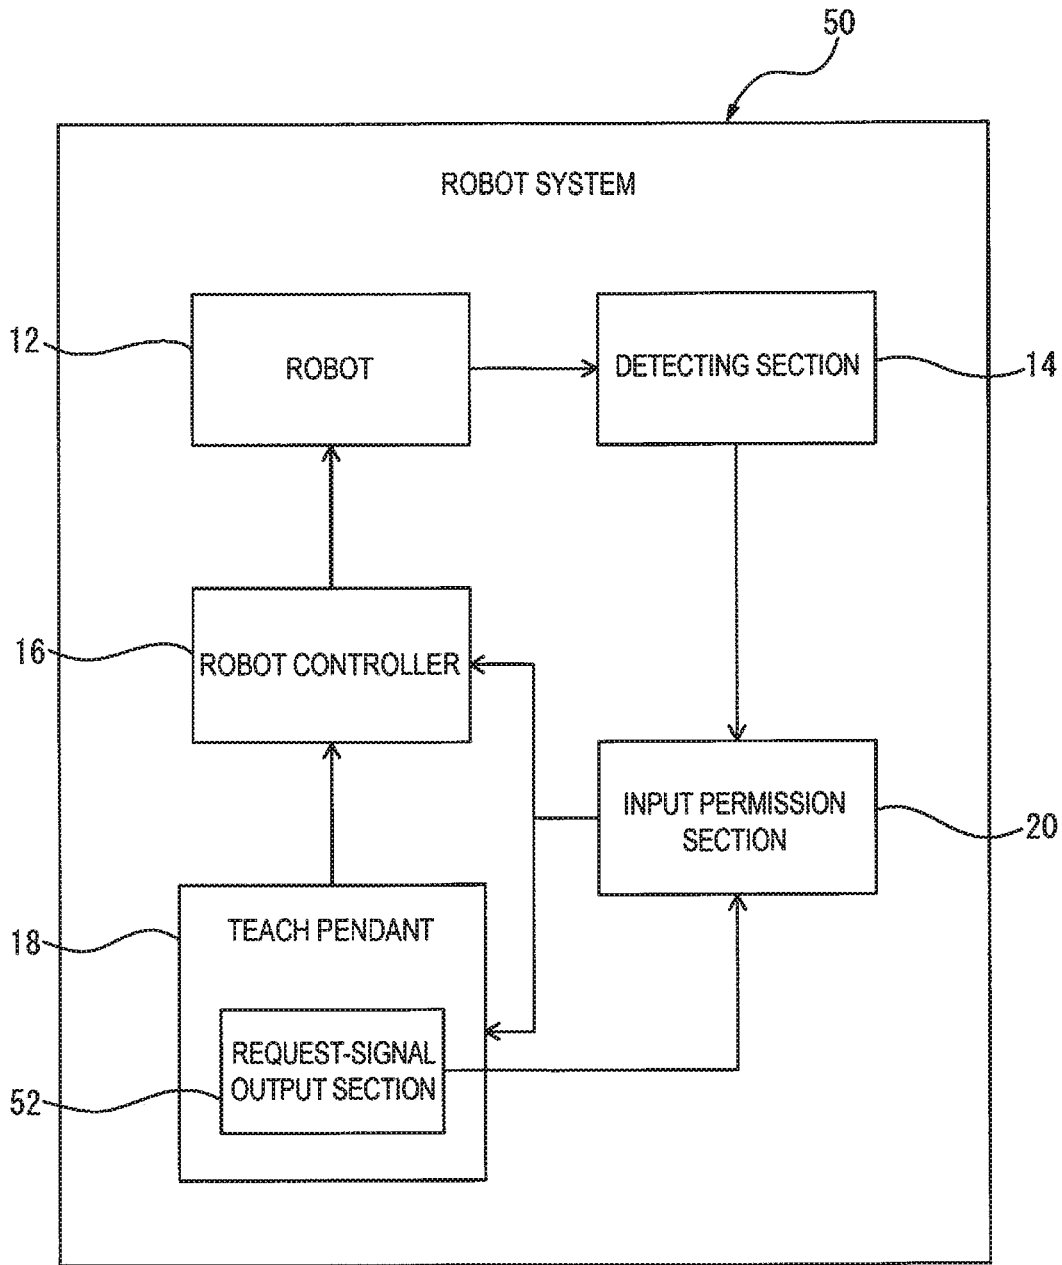 50
ROBOT SYSTEM
12
ROBOT
DETECTING SECTION
14
16
ROBOT CONTROLLER
INPUT PERMISSION
SECTION
20
18
TEACH PENDANT
REQUEST-SIGNAL
OUTPUT SECTION
52